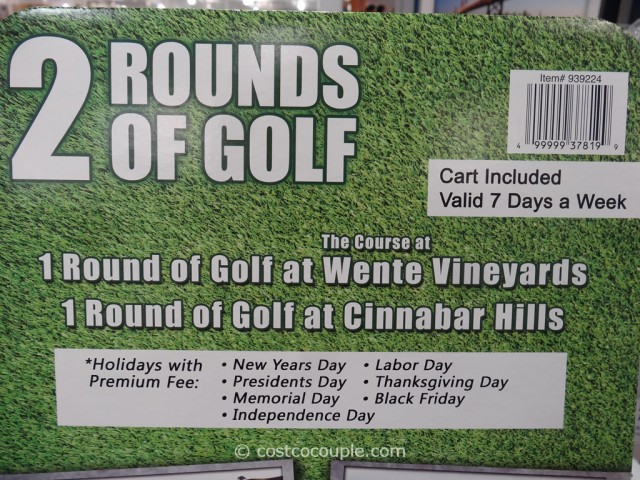 2 ROUNDS
OF GOLF
Item# 939224
4 99999 37819 9
Cart Included
Valid 7 Days a Week
The Course at
1 Round of Golf at Wente Vineyards
1 Round of Golf at Cinnabar Hills
*Holidays with
Premium Fee:
• New Years Day • Labor Day
• Presidents Day • Thanksgiving Day
• Memorial Day • Black Friday
• Independence Day
© costcocouple.com